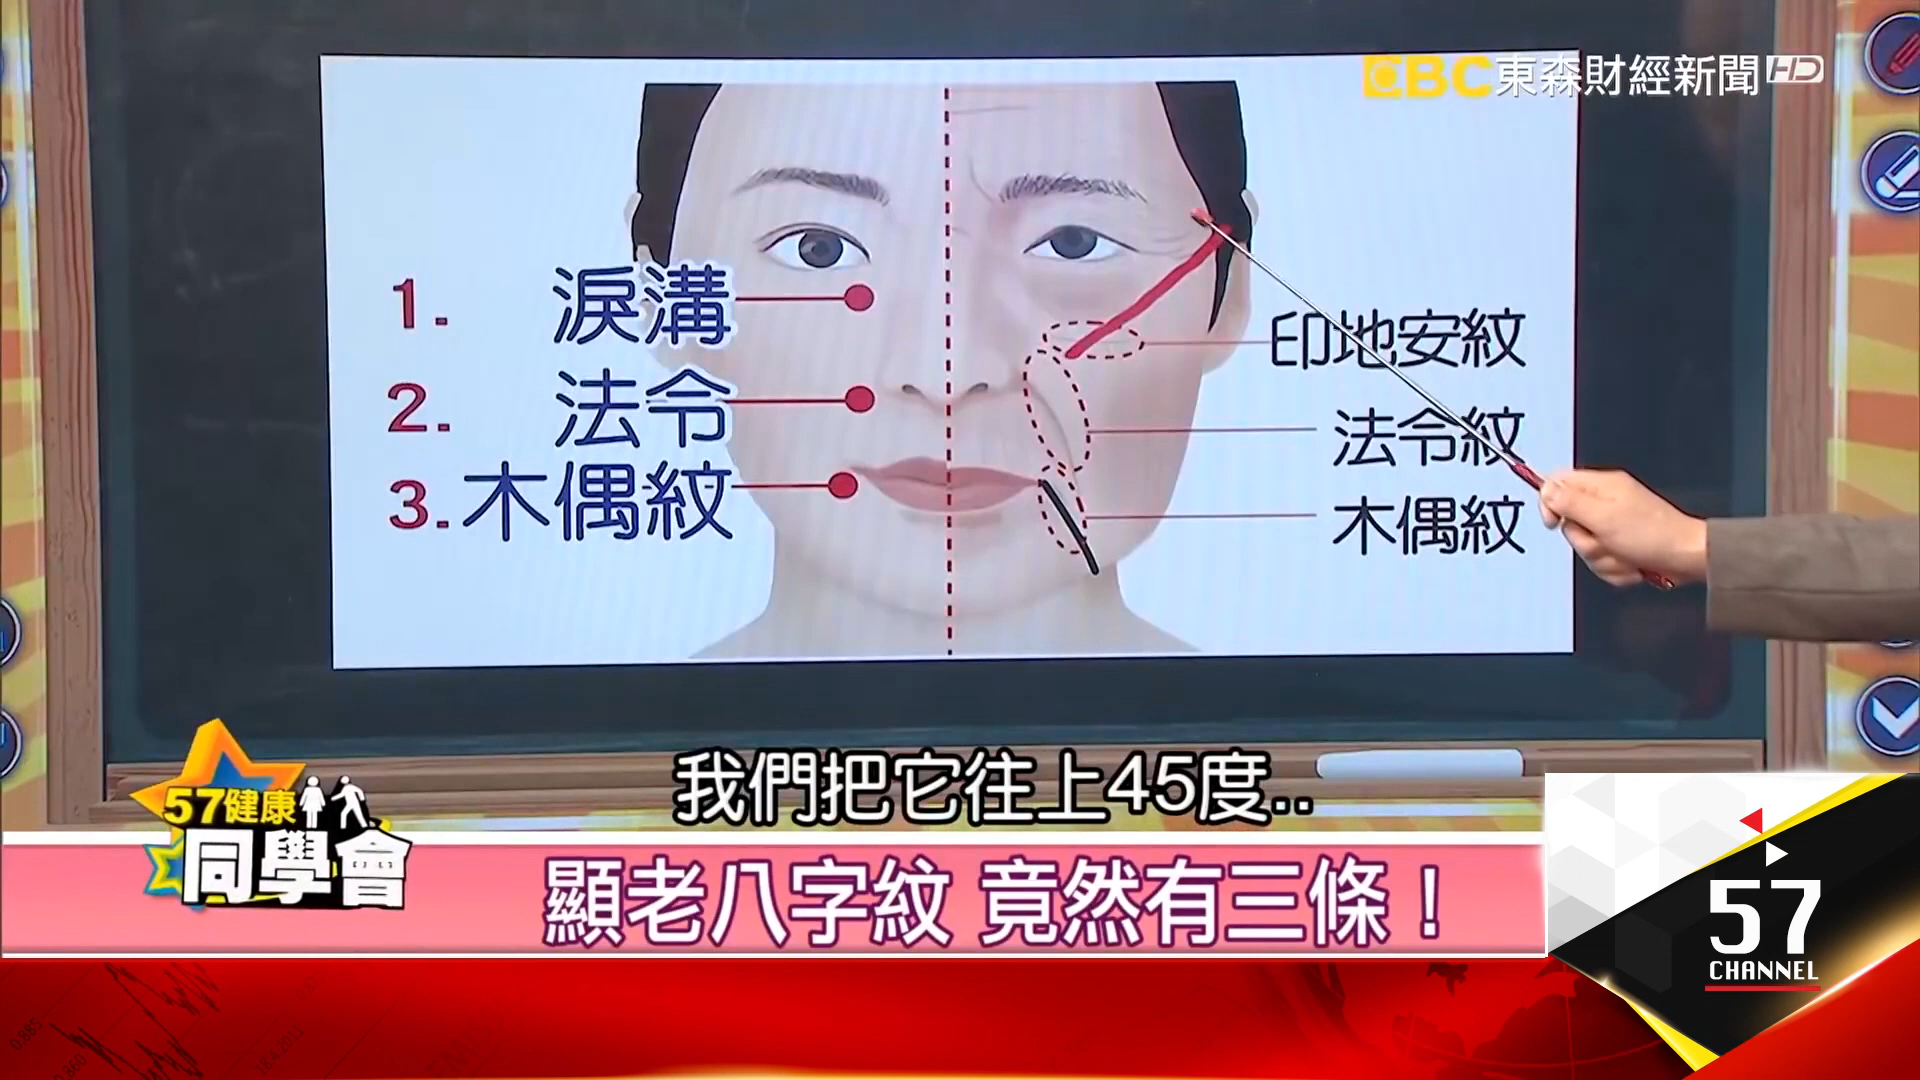 EBC東森財經新聞HD
1. 淚溝
2. 法令
3. 木偶紋
印地安紋
法令紋
木偶紋
我們把它往上45度..
57健康
同學會
顯老八字紋 竟然有三條！
57
CHANNEL